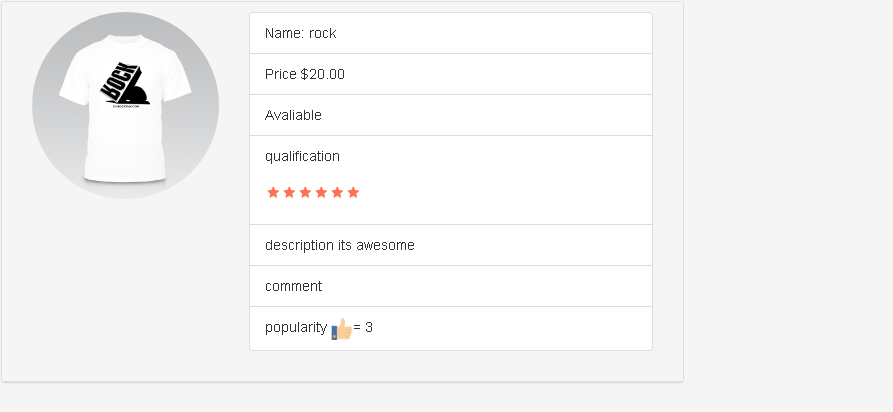 ROCK
Name: rock
Price $20.00
Avaliable
qualification
description its awesome
comment
popularity = 3